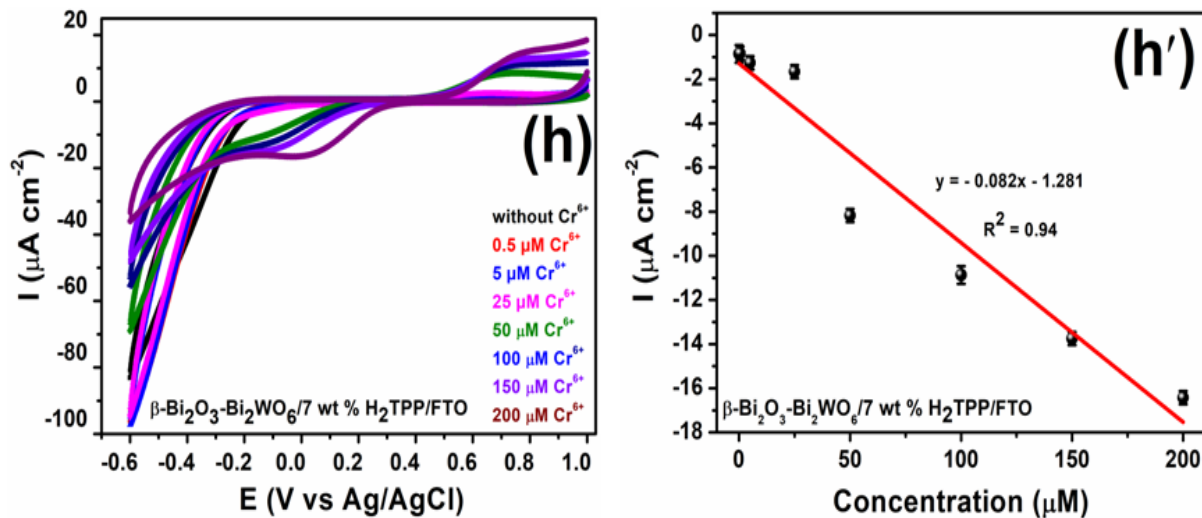 20
0
-20
-40
-60
-80
-100
I (µA cm⁻²)
(h)
without Cr⁶⁺
0.5 µM Cr⁶⁺
5 µM Cr⁶⁺
25 µM Cr⁶⁺
50 µM Cr⁶⁺
100 µM Cr⁶⁺
150 µM Cr⁶⁺
200 µM Cr⁶⁺
β-Bi₂O₃-Bi₂WO₆/7 wt % H₂TPP/FTO
-0.6 -0.4 -0.2 0.0 0.2 0.4 0.6 0.8 1.0
E (V vs Ag/AgCl)
0
-2
-4
-6
-8
-10
-12
-14
-16
-18
I (µA cm⁻²)
(h′)
y = - 0.082x - 1.281
R² = 0.94
β-Bi₂O₃-Bi₂WO₆/7 wt % H₂TPP/FTO
0 50 100 150 200
Concentration (µM)